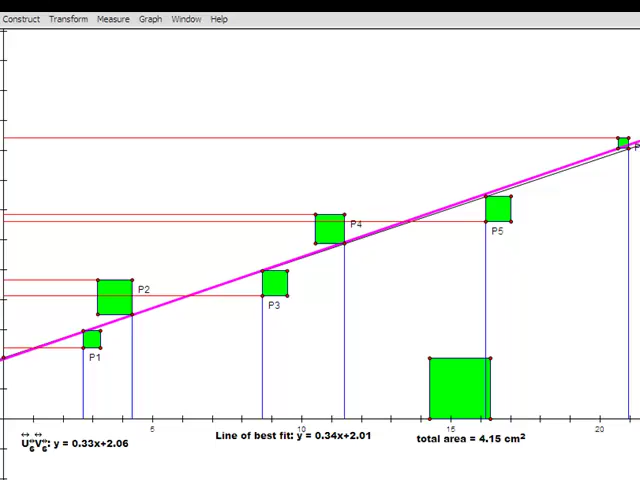 Construct Transform Measure Graph Window Help
P4
P5
P2
P3
P1
5
10
15
20
: y = 0.33x+2.06
Line of best fit: y = 0.34x+2.01
total area = 4.15 cm²